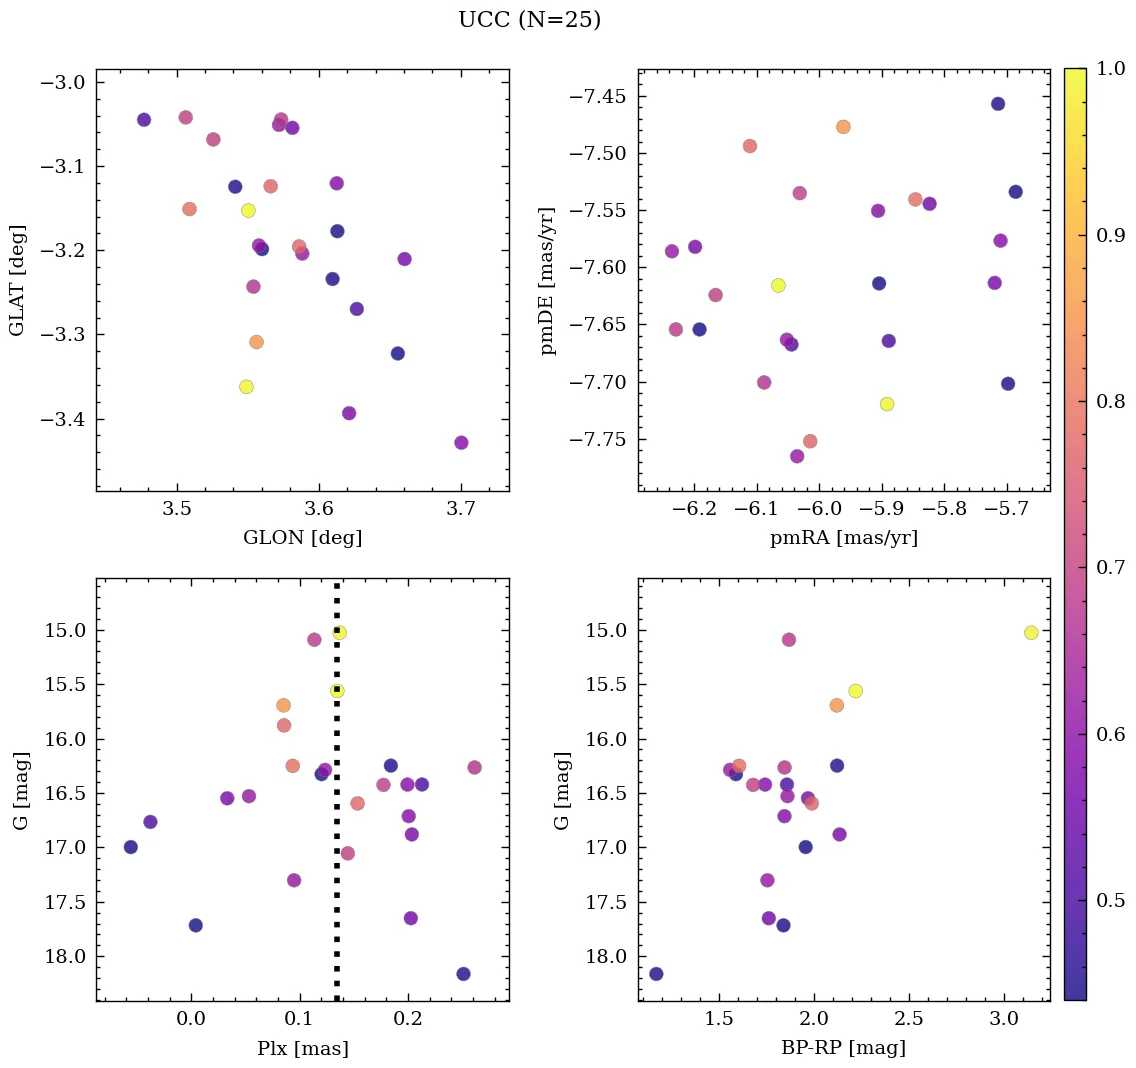 UCC (N=25)
−3.0
−3.1
−3.2
−3.3
−3.4
GLAT [deg]
3.5 3.6 3.7
GLON [deg]
−7.45
−7.50
−7.55
−7.60
−7.65
−7.70
−7.75
pmDE [mas/yr]
−6.2 −6.1 −6.0 −5.9 −5.8 −5.7
pmRA [mas/yr]
15.0
15.5
16.0
16.5
17.0
17.5
18.0
G [mag]
0.0 0.1 0.2
Plx [mas]
15.0
15.5
16.0
16.5
17.0
17.5
18.0
G [mag]
1.5 2.0 2.5 3.0
BP-RP [mag]
1.0
0.9
0.8
0.7
0.6
0.5